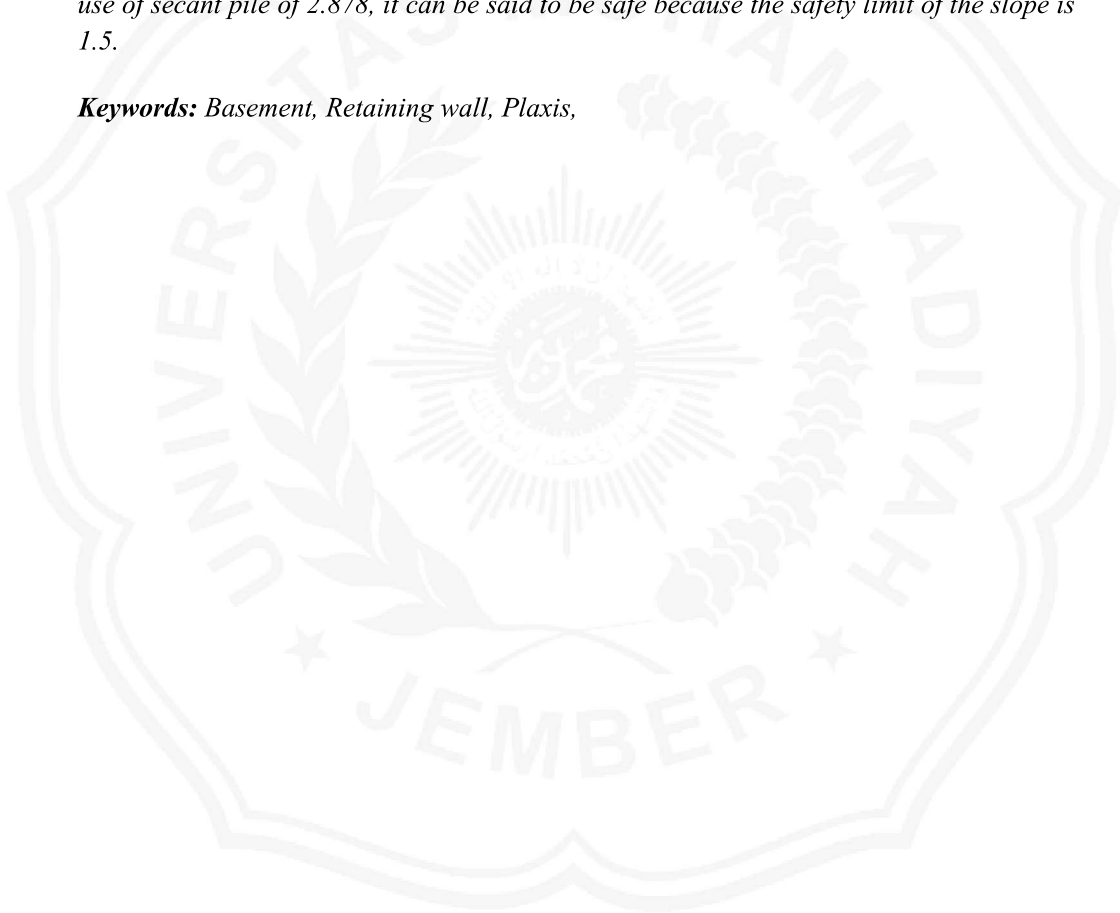 use of secant pile of 2.878, it can be said to be safe because the safety limit of the slope is
1.5.
Keywords: Basement, Retaining wall, Plaxis,
UNIVERSITAS MUHAMMADIYAH
JEMBER